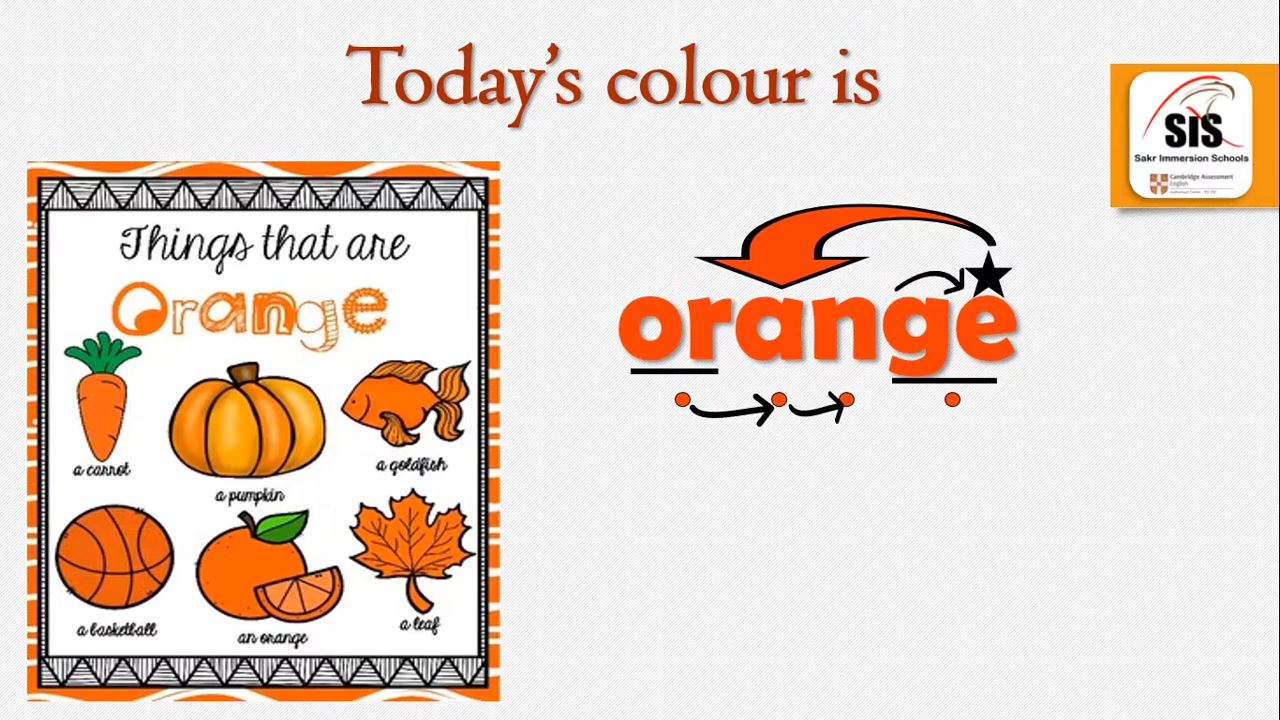 Today's colour is
SIS
Sakr Immersion Schools
Cambridge Assessment
English
Things that are
Orange
a carrot
a pumpkin
a goldfish
a basketball
an orange
a leaf
orange